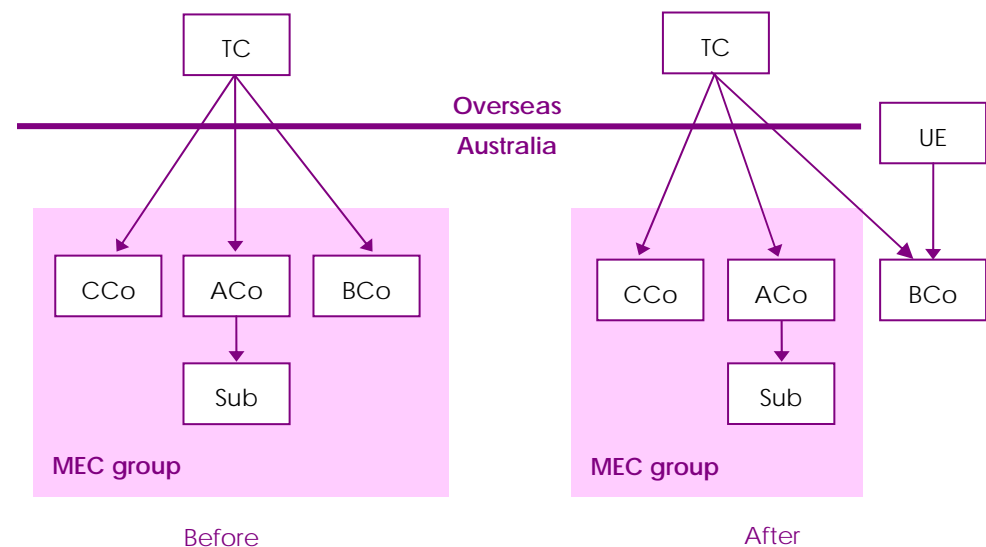 TC
TC
Overseas
Australia
UE
CCo
ACo
BCo
CCo
ACo
BCo
Sub
Sub
MEC group
MEC group
Before
After